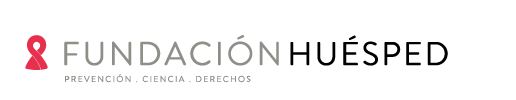 FUNDACIÓN HUÉSPED
PREVENCIÓN . CIENCIA . DERECHOS